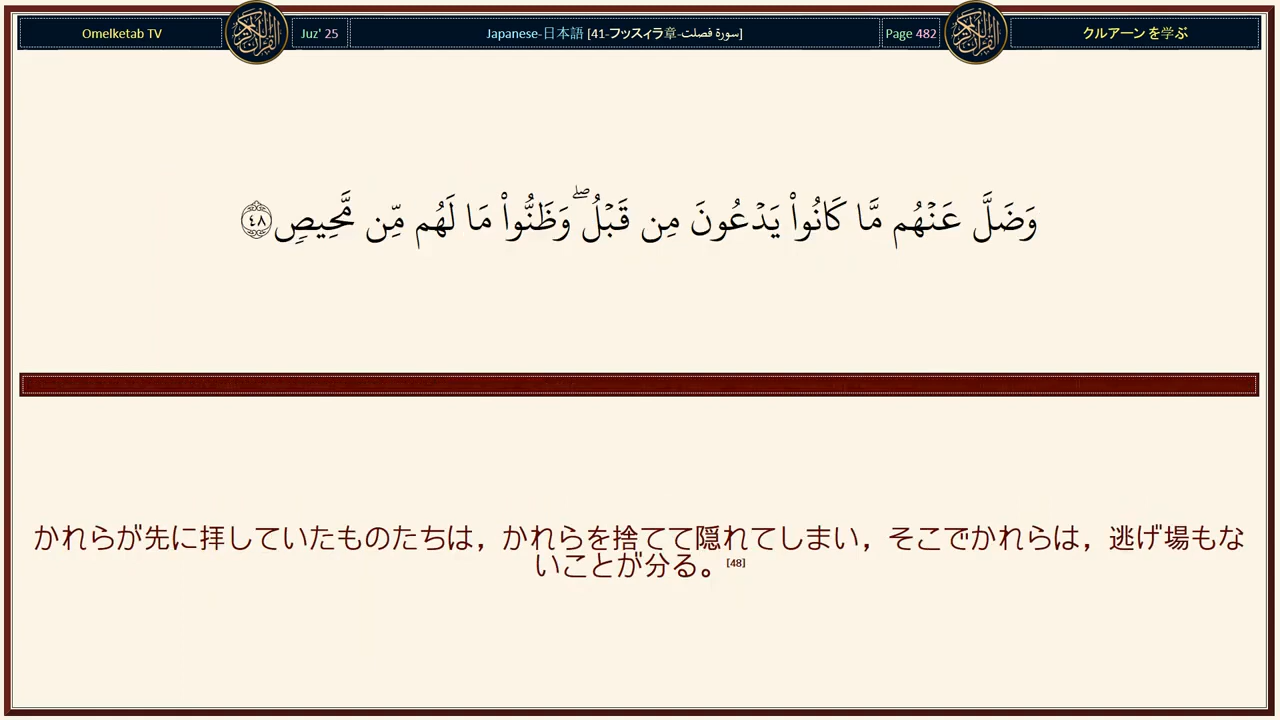 Omelketab TV
Juz' 25
Japanese-日本語 [41-フッスィラ章-سورة فصلت]
Page 482
クルアーン を学ぶ
وَضَلَّ عَنۡهُم مَّا كَانُواْ يَدۡعُونَ مِن قَبۡلُۖ وَظَنُّواْ مَا لَهُم مِّن مَّحِيصٖ ٤٨
かれらが先に拝していたものたちは，かれらを捨てて隠れてしまい，そこでかれらは，逃げ場もな
いことが分る。[48]